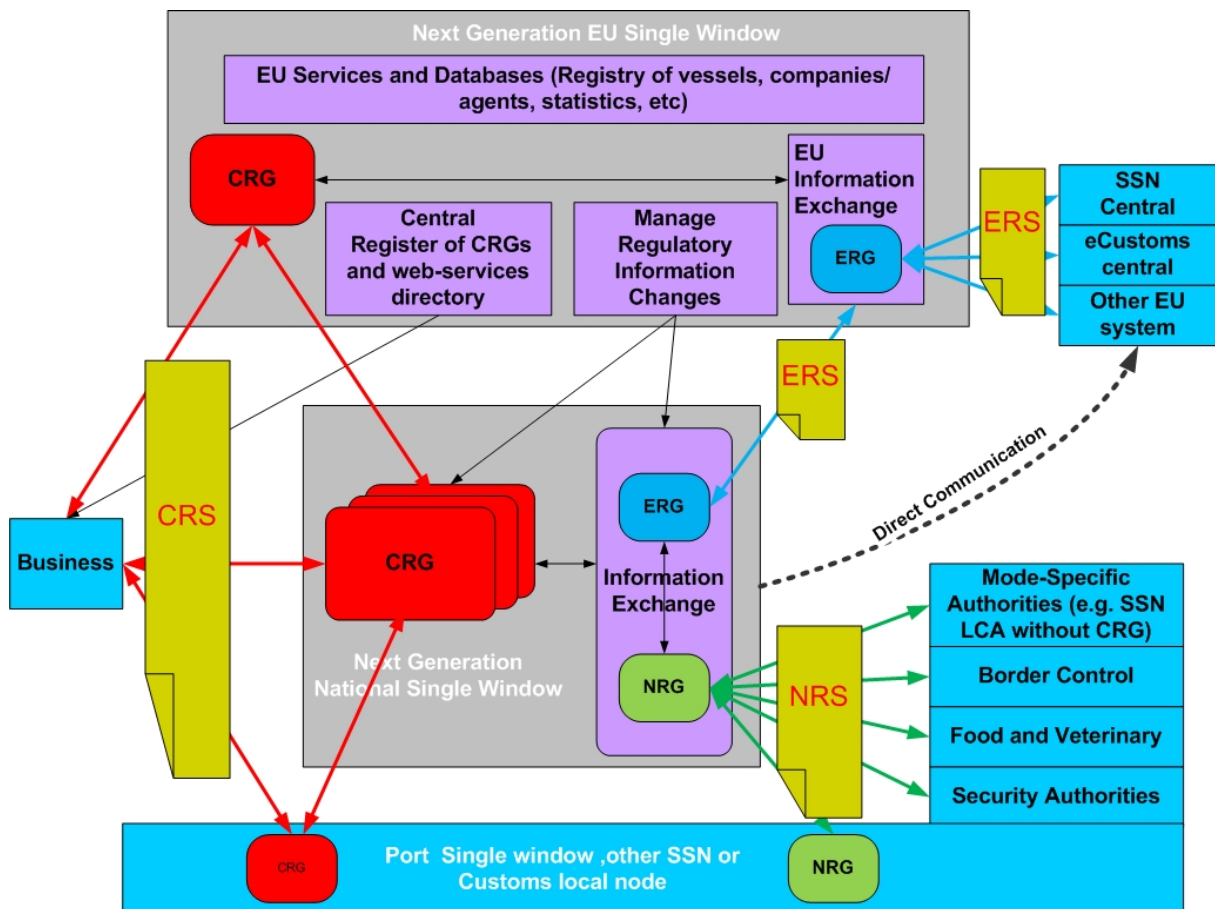 Next Generation EU Single Window
EU Services and Databases (Registry of vessels, companies/
agents, statistics, etc)
CRG
EU
Information
Exchange
ERG
Central
Register of CRGs
and web-services
directory
Manage
Regulatory
Information
Changes
ERS
SSN
Central
eCustoms
central
Other EU
system
ERS
CRS
Business
CRG
ERG
Information
Exchange
NRG
Next Generation
National Single Window
Direct Communication
NRS
Mode-Specific
Authorities (e.g. SSN
LCA without CRG)
Border Control
Food and Veterinary
Security Authorities
CRG
Port Single window ,other SSN or
Customs local node
NRG